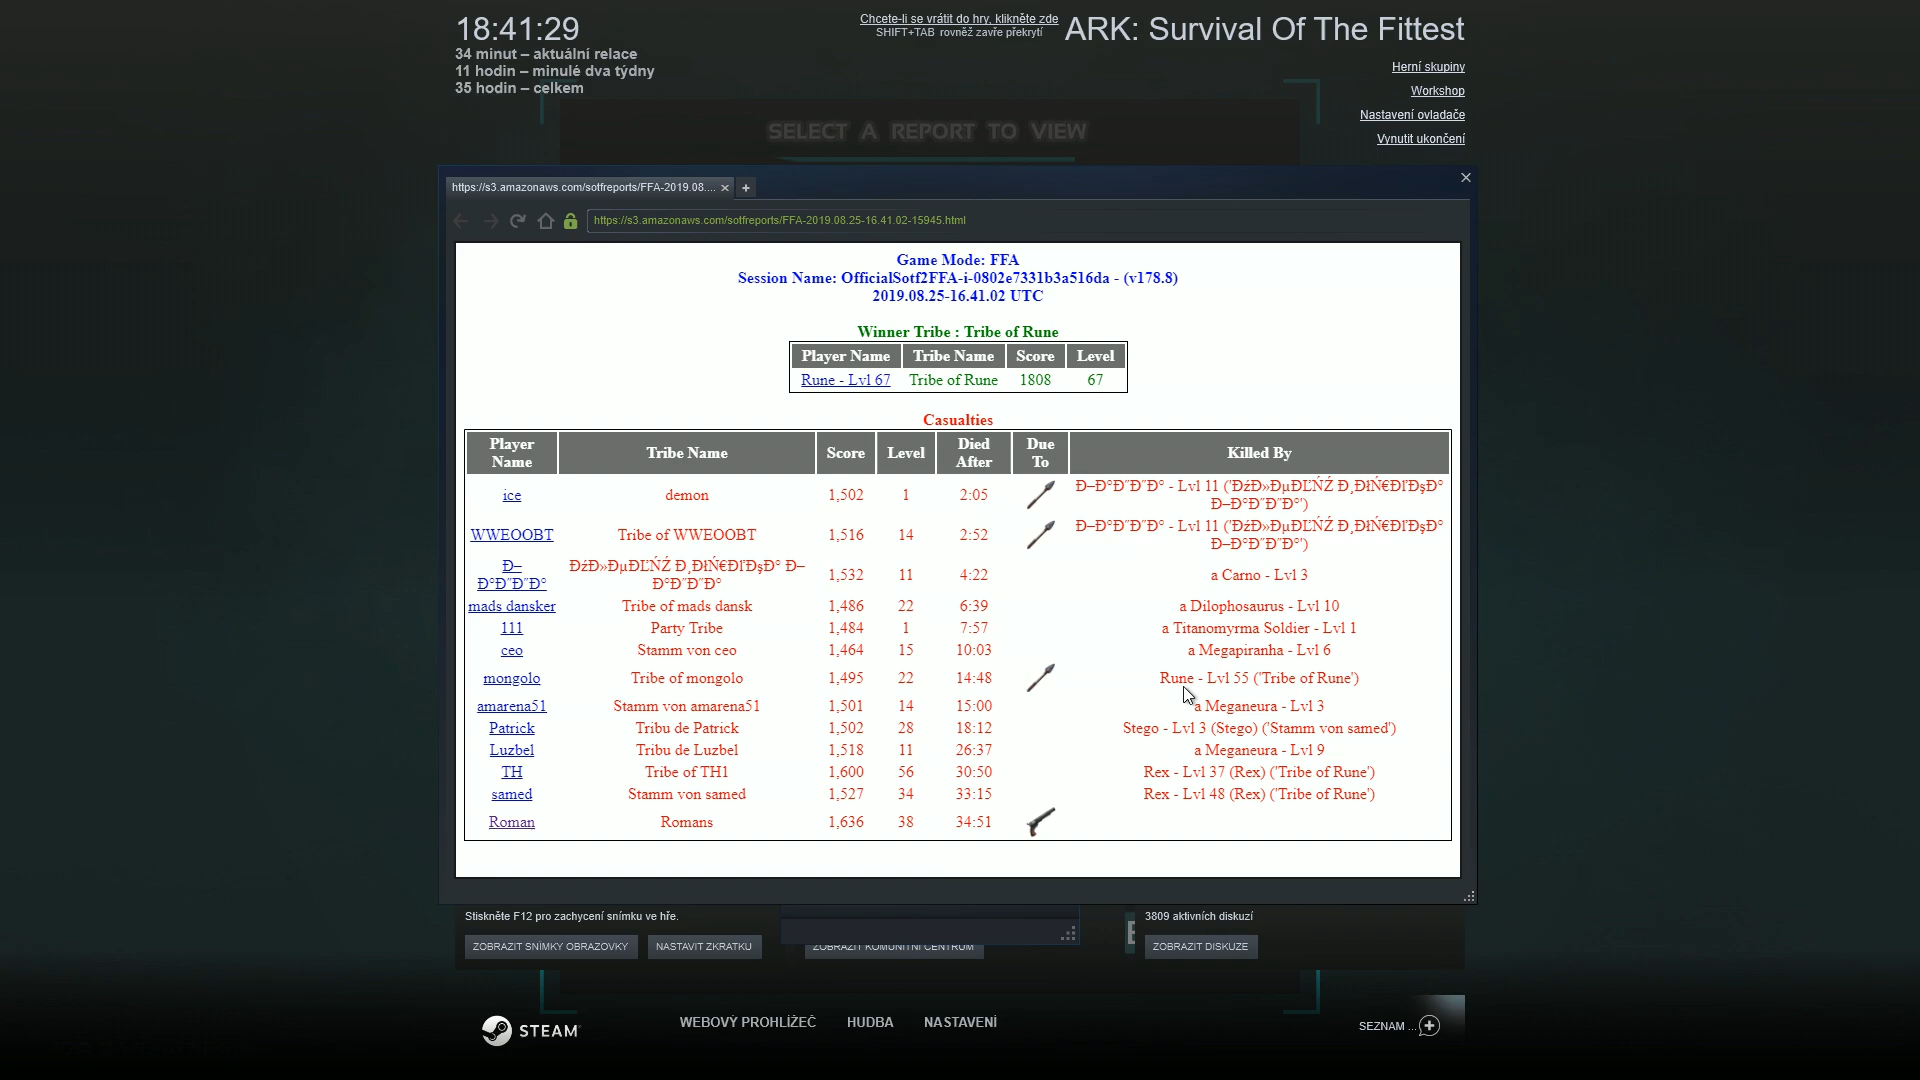 18:41:29
34 minut – aktuální relace
11 hodin – minulé dva týdny
35 hodin – celkem
Chcete-li se vrátit do hry, klikněte zde
SHIFT+TAB rovněž zavře překrytí
ARK: Survival Of The Fittest
Herní skupiny
Workshop
Nastavení ovladače
Vynutit ukončení
SELECT A REPORT TO VIEW
https://s3.amazonaws.com/sotfreports/FFA-2019.08....
https://s3.amazonaws.com/sotfreports/FFA-2019.08.25-16.41.02-15945.html
Game Mode: FFA
Session Name: OfficialSotf2FFA-i-0802e7331b3a516da - (v178.8)
2019.08.25-16.41.02 UTC
Winner Tribe : Tribe of Rune
Player Name Tribe Name Score Level
Rune - Lvl 67 Tribe of Rune 1808 67
Casualties
Player Name Tribe Name Score Level Died After Due To Killed By
ice demon 1,502 1 2:05
WWEOOBT Tribe of WWEOOBT 1,516 14 2:52
1,532 11 4:22 a Carno - Lvl 3
mads dansker Tribe of mads dansk 1,486 22 6:39 a Dilophosaurus - Lvl 10
111 Party Tribe 1,484 1 7:57 a Titanomyrma Soldier - Lvl 1
ceo Stamm von ceo 1,464 15 10:03 a Megapiranha - Lvl 6
mongolo Tribe of mongolo 1,495 22 14:48 Rune - Lvl 55 ('Tribe of Rune')
amarena51 Stamm von amarena51 1,501 14 15:00 a Meganeura - Lvl 3
Patrick Tribu de Patrick 1,502 28 18:12 Stego - Lvl 3 (Stego) ('Stamm von samed')
Luzbel Tribu de Luzbel 1,518 11 26:37 a Meganeura - Lvl 9
TH Tribe of TH1 1,600 56 30:50 Rex - Lvl 37 (Rex) ('Tribe of Rune')
samed Stamm von samed 1,527 34 33:15 Rex - Lvl 48 (Rex) ('Tribe of Rune')
Roman Romans 1,636 38 34:51
Stiskněte F12 pro zachycení snímku ve hře.
3809 aktivních diskuzí
ZOBRAZIT SNÍMKY OBRAZOVKY NASTAVIT ZKRATKU ZOBRAZIT KOMUNITNÍ CENTRUM ZOBRAZIT DISKUZE
STEAM WEBOVÝ PROHLÍŽEČ HUDBA NASTAVENÍ SEZNAM ...